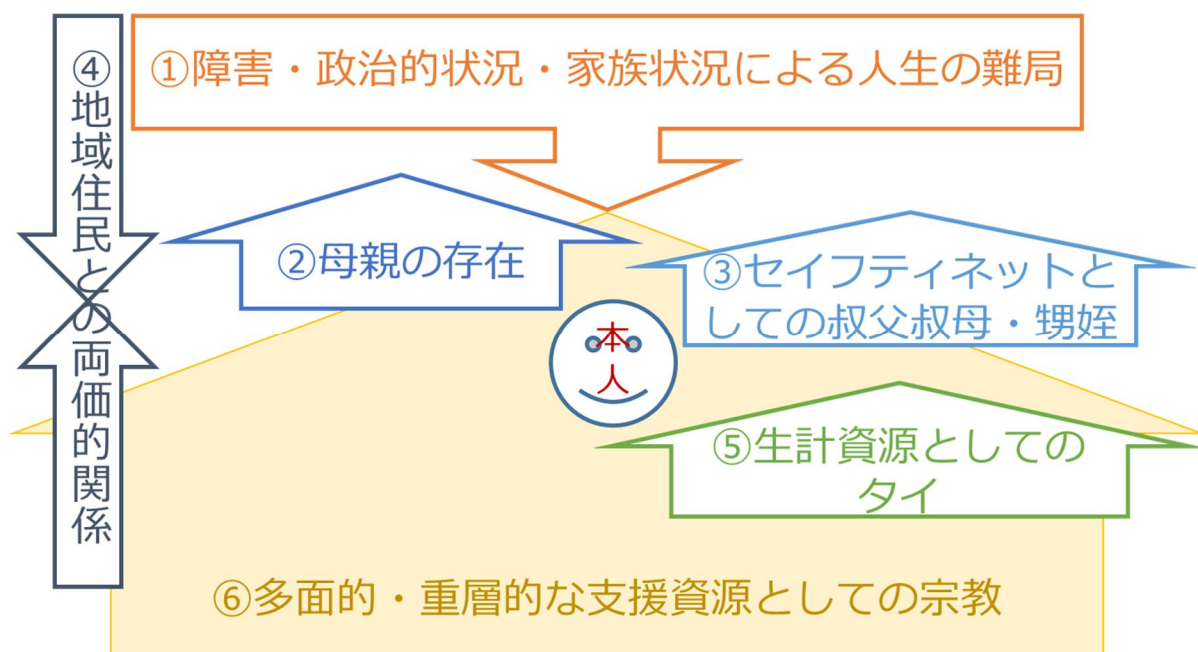 ①障害・政治的状況・家族状況による人生の難局
②母親の存在
③セイフティネットと
しての叔父叔母・甥姪
④地域住民との両価的関係
本
人
⑤生計資源としての
タイ
⑥多面的・重層的な支援資源としての宗教